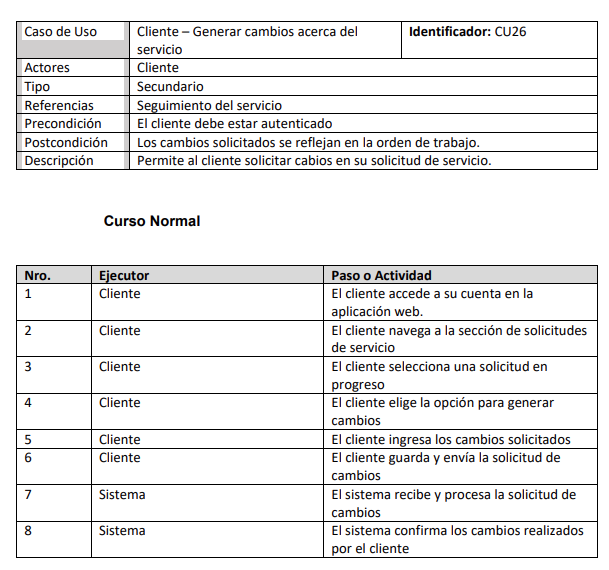 Caso de Uso Cliente – Generar cambios acerca del Identificador: CU26
servicio
Actores Cliente
Tipo Secundario
Referencias Seguimiento del servicio
Precondición El cliente debe estar autenticado
Postcondición Los cambios solicitados se reflejan en la orden de trabajo.
Descripción Permite al cliente solicitar cabios en su solicitud de servicio.
Curso Normal
Nro. Ejecutor Paso o Actividad
1 Cliente El cliente accede a su cuenta en la
aplicación web.
2 Cliente El cliente navega a la sección de solicitudes
de servicio
3 Cliente El cliente selecciona una solicitud en
progreso
4 Cliente El cliente elige la opción para generar
cambios
5 Cliente El cliente ingresa los cambios solicitados
6 Cliente El cliente guarda y envía la solicitud de
cambios
7 Sistema El sistema recibe y procesa la solicitud de
cambios
8 Sistema El sistema confirma los cambios realizados
por el cliente